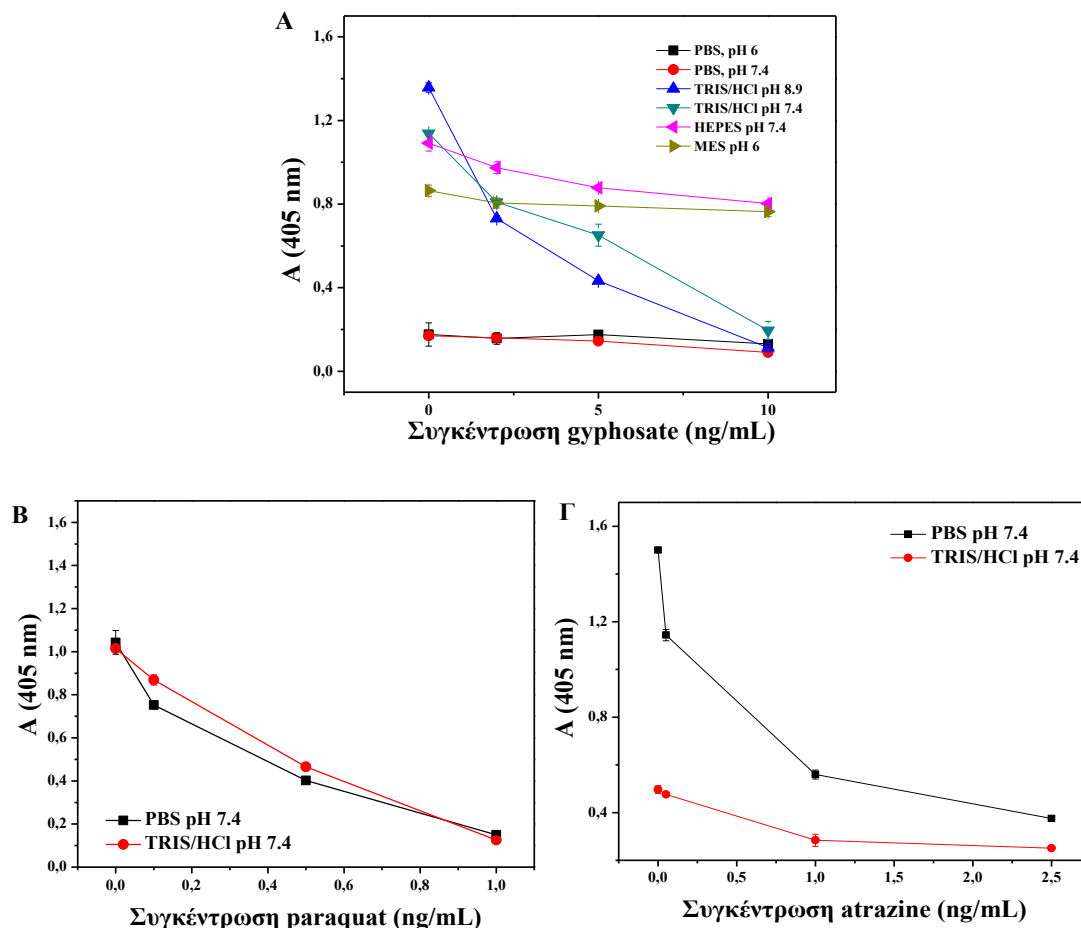 A
1,6
1,2
0,8
0,4
0,0
A (405 nm)
PBS, pH 6
PBS, pH 7.4
TRIS/HCl pH 8.9
TRIS/HCl pH 7.4
HEPES pH 7.4
MES pH 6
0 5 10
Συγκέντρωση gyphosate (ng/mL)
B
1,6
1,4
1,2
1,0
0,8
0,6
0,4
0,2
0,0
A (405 nm)
PBS pH 7.4
TRIS/HCl pH 7.4
0,0 0,2 0,4 0,6 0,8 1,0
Συγκέντρωση paraquat (ng/mL)
Γ
1,6
1,2
0,8
0,4
A (405 nm)
PBS pH 7.4
TRIS/HCl pH 7.4
0,0 0,5 1,0 1,5 2,0 2,5
Συγκέντρωση atrazine (ng/mL)